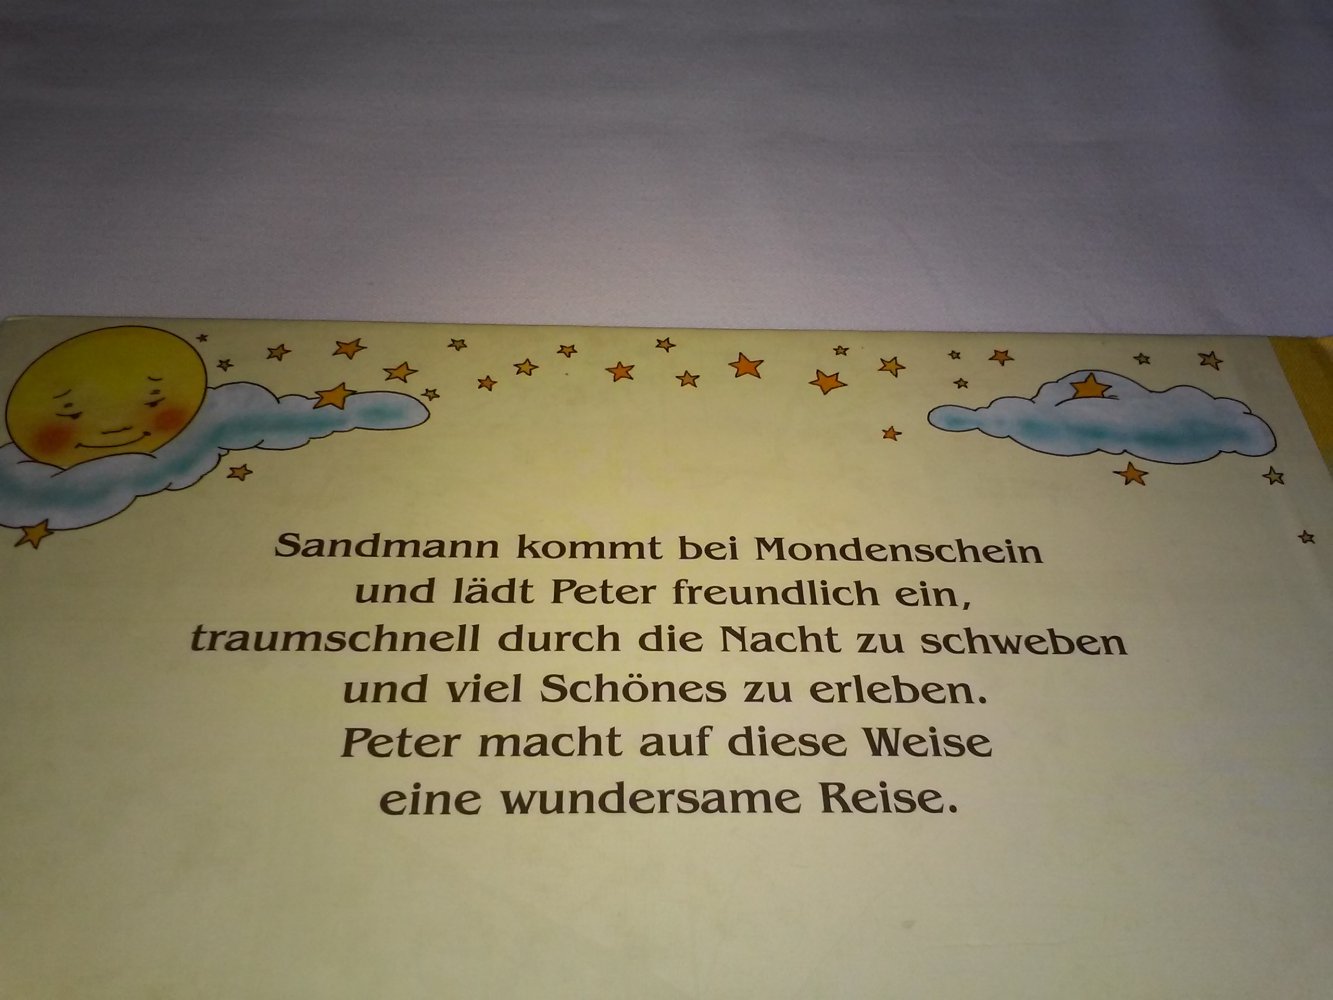 Sandmann kommt bei Mondenschein
und lädt Peter freundlich ein,
traumschnell durch die Nacht zu schweben
und viel Schönes zu erleben.
Peter macht auf diese Weise
eine wundersame Reise.